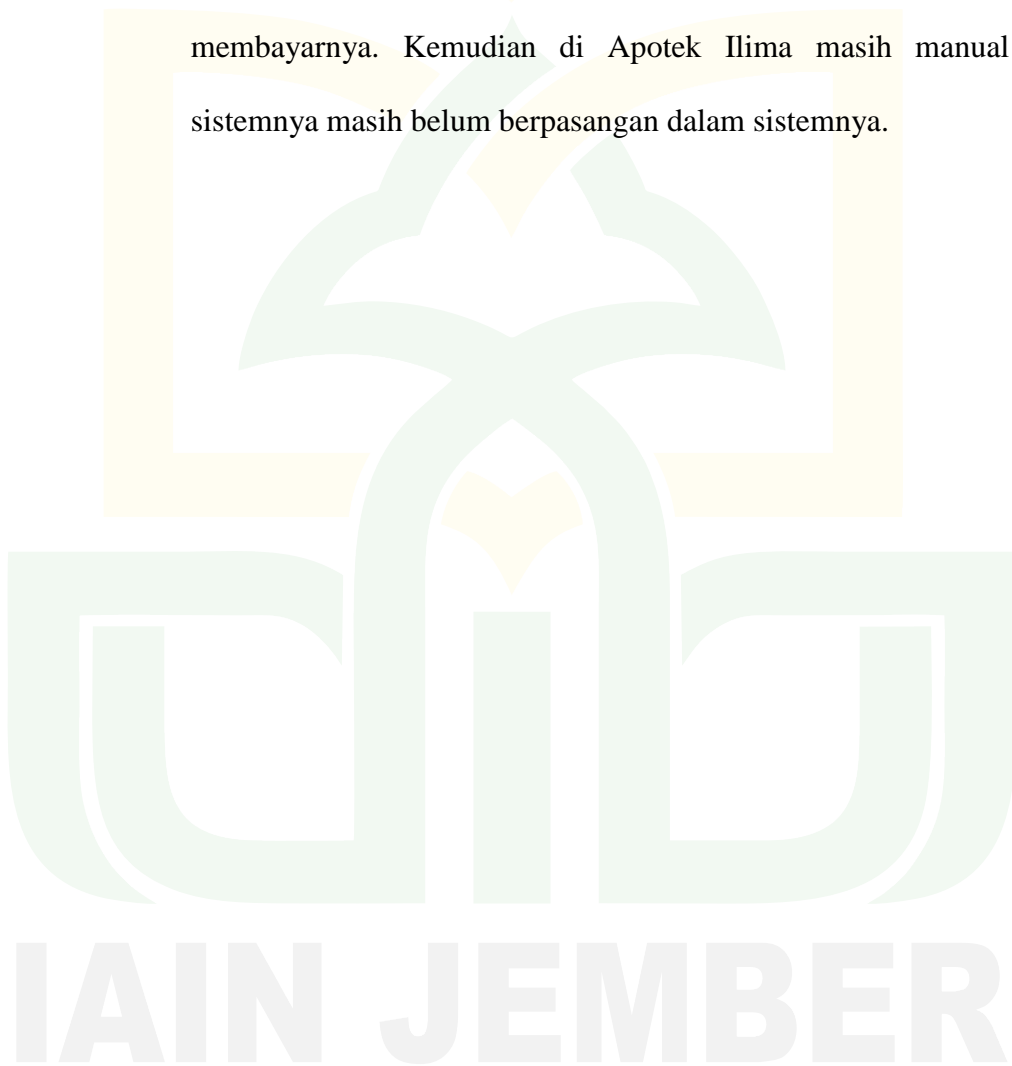 membayarnya. Kemudian di Apotek Ilima masih manual
sistemnya masih belum berpasangan dalam sistemnya.
IAIN JEMBER